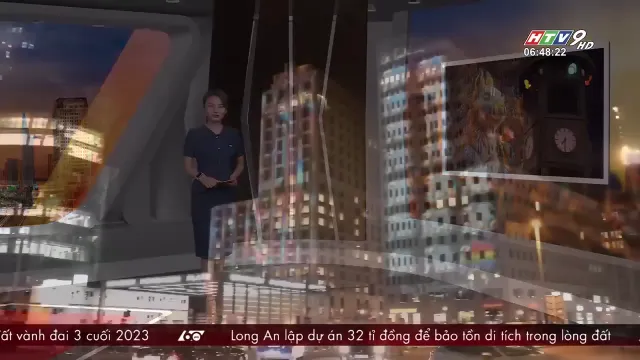 HTV9 HD
06:48:22
ất vành đai 3 cuối 2023 60 Long An lập dự án 32 tỉ đồng để bảo tồn di tích trong lòng đất